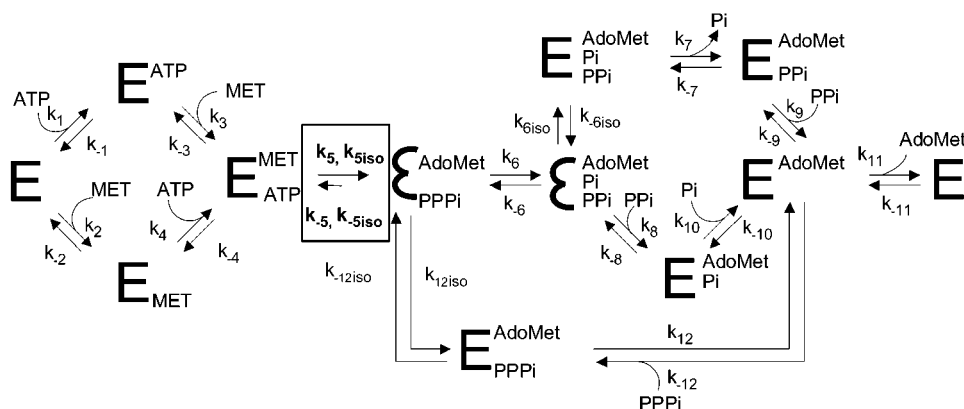 Pi
AdoMet
E
Pi
PPi
k7
k-7
E
AdoMet
PPi
ATP
E
MET
ATP
k1
k-1
k3
k-3
k6iso
k-6iso
k9
PPi
k-9
E
MET
E
MET
ATP
k5, k5iso
k-5, k-5iso
Ɛ
AdoMet
PPPi
k6
k-6
Ɛ
AdoMet
Pi
PPi
E
AdoMet
k11
AdoMet
k-11
E
k2
k-2
ATP
k4
k-4
PPi
k8
k-8
Pi
k10
k-10
E
MET
k-12iso
k12iso
E
AdoMet
Pi
E
AdoMet
PPPi
k12
k-12
PPPi